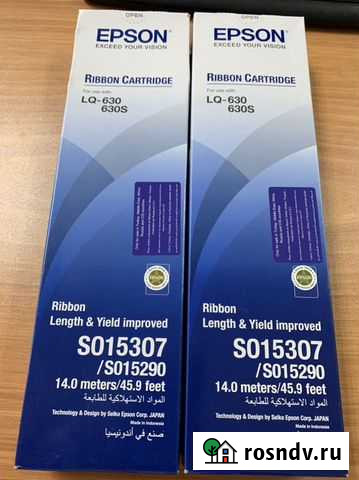 OPEN
EPSON
EXCEED YOUR VISION
RIBBON CARTRIDGE
For use with
LQ-630
630S
Ribbon
Length & Yield improved
S015307
/S015290
14.0 meters/45.9 feet
المواد الاستهلاكية للطابعة
Technology & Design by Seiko Epson Corp. JAPAN
Made in Indonesia
صنع في أندونيسيا
OPEN
EPSON
EXCEED YOUR VISION
RIBBON CARTRIDGE
For use with
LQ-630
630S
EPSON
Ribbon
Length & Yield improved
S015307
/S015290
14.0 meters/45.9 feet
المواد الاستهلاكية للطابعة
Technology & Design by Seiko Epson Corp. JAPAN
Made in Indonesia
rosndv.ru